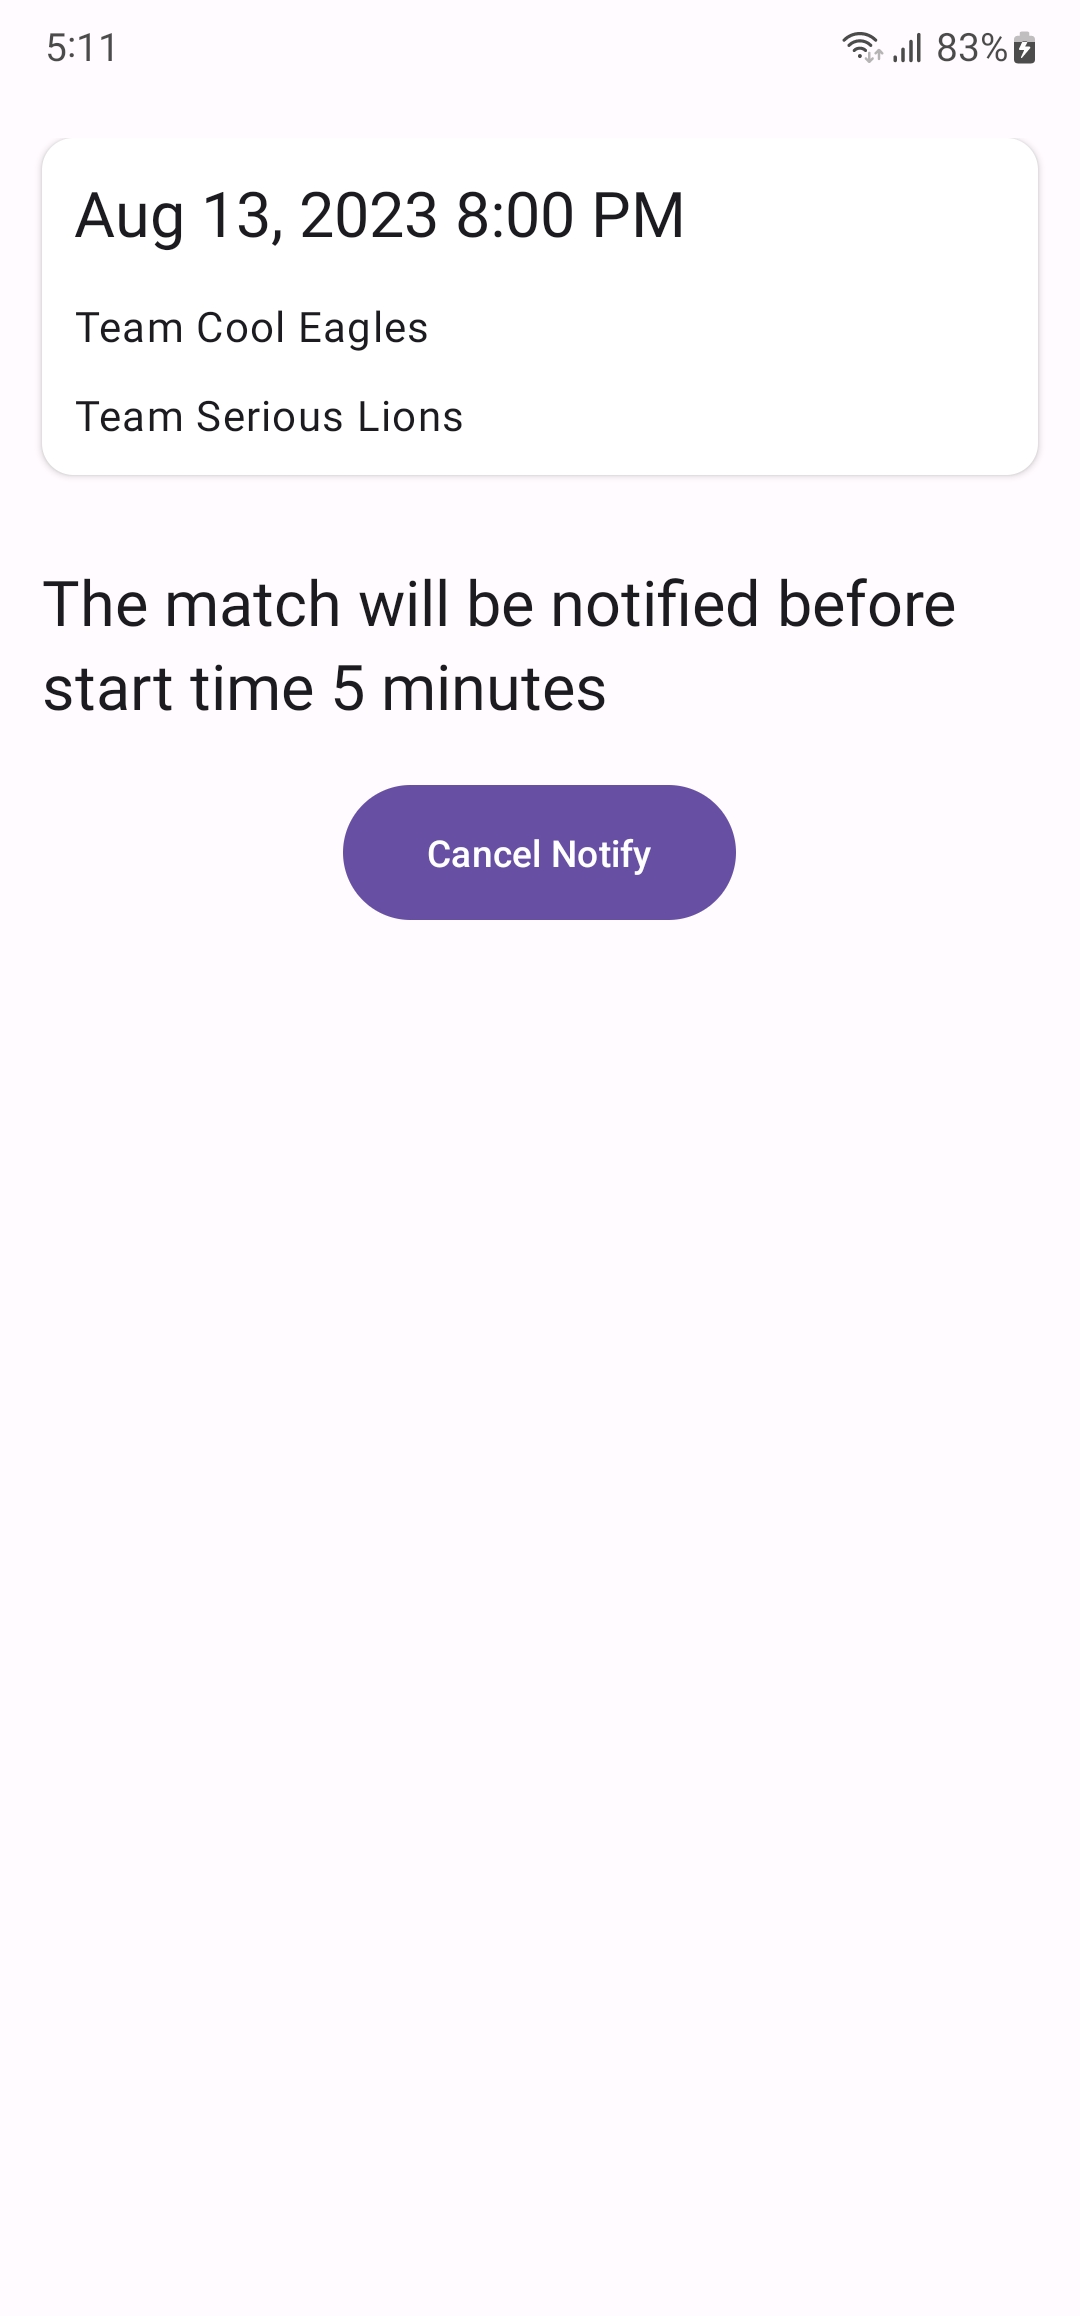 5:11 83%
Aug 13, 2023 8:00 PM
Team Cool Eagles
Team Serious Lions
The match will be notified before
start time 5 minutes
Cancel Notify